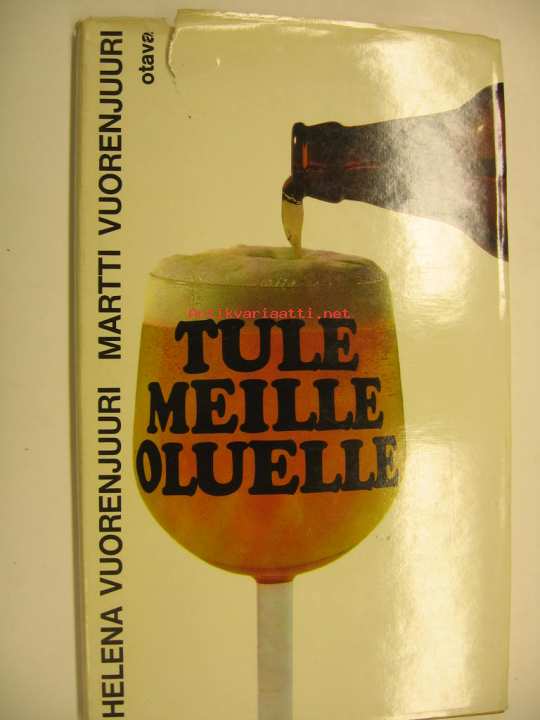 HELENA VUORENJUURI MARTTI VUORENJUURI
otava
TULE
MEILLE
OLUELLE
antikvariaatti.net